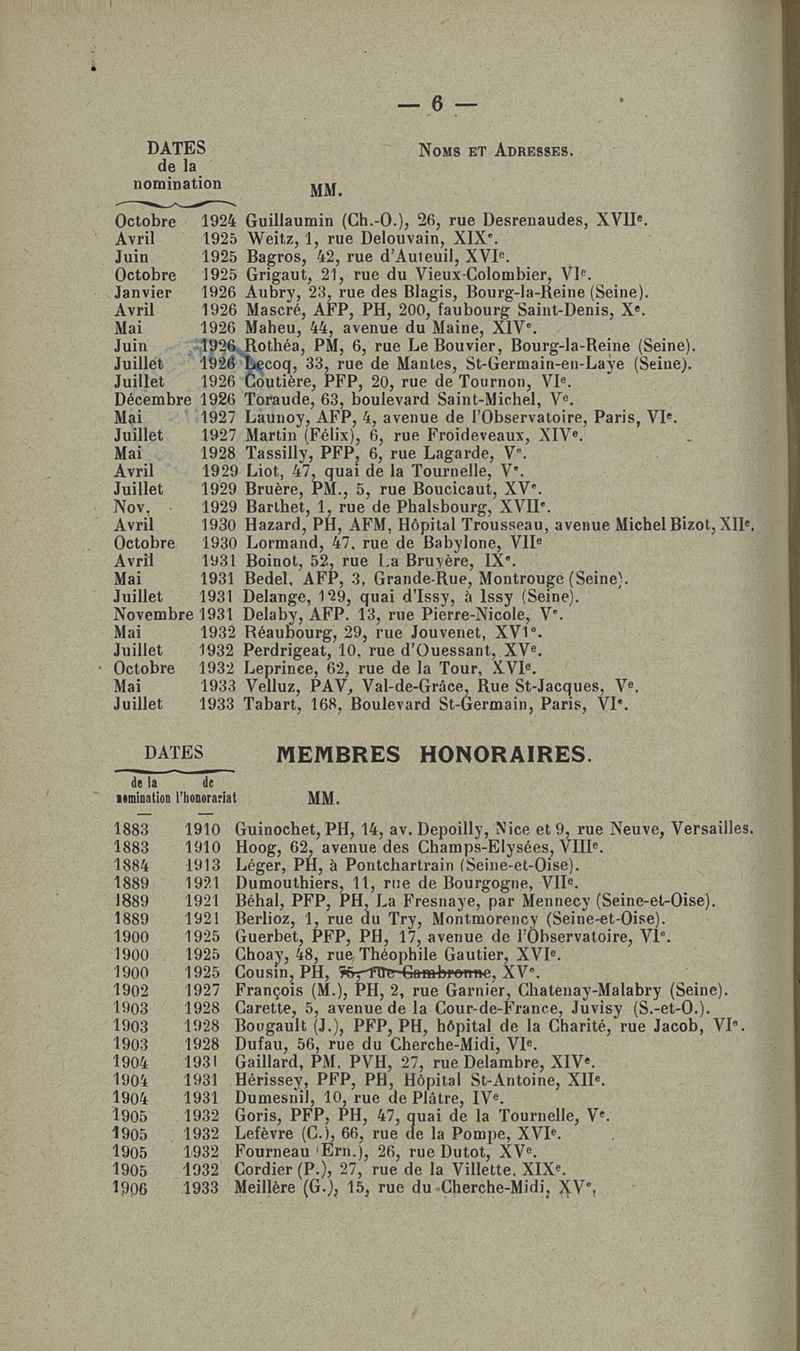 — 6 —
DATES
de la
nomination
NOMS ET ADRESSES.
MM.
Octobre 1924 Guillaumin (Ch.-O.), 26, rue Desrenaudes, XVIIe.
Avril 1925 Weitz, 1, rue Delouvain, XIXe.
Juin 1925 Bagros, 42, rue d'Auteuil, XVIe.
Octobre 1925 Grigaut, 21, rue du Vieux-Colombier, VIe.
Janvier 1926 Aubry, 23, rue des Blagis, Bourg-la-Reine (Seine).
Avril 1926 Mascré, AFP, PH, 200, faubourg Saint-Denis, Xe.
Mai 1926 Maheu, 44, avenue du Maine, XIVe.
Juin 1926 Rothéa, PM, 6, rue Le Bouvier, Bourg-la-Reine (Seine).
Juillet 1926 Lecoq, 33, rue de Mantes, St-Germain-en-Laye (Seine).
Juillet 1926 Coutière, PFP, 20, rue de Tournon, VIe.
Décembre 1926 Toraude, 63, boulevard Saint-Michel, Ve.
Mai 1927 Launoy, AFP, 4, avenue de l'Observatoire, Paris, VIe.
Juillet 1927 Martin (Félix), 6, rue Froideveaux, XIVe.
Mai 1928 Tassilly, PFP, 6, rue Lagarde, Ve.
Avril 1929 Liot, 47, quai de la Tournelle, Ve.
Juillet 1929 Bruère, PM., 5, rue Boucicaut, XVe.
Nov. 1929 Barthet, 1, rue de Phalsbourg, XVIIe.
Avril 1930 Hazard, PH, AFM, Hôpital Trousseau, avenue Michel Bizot, XIIe.
Octobre 1930 Lormand, 47, rue de Babylone, VIIe
Avril 1931 Boinot, 52, rue La Bruyère, IXe.
Mai 1931 Bedel, AFP, 3, Grande-Rue, Montrouge (Seine).
Juillet 1931 Delange, 129, quai d'Issy, à Issy (Seine).
Novembre 1931 Delaby, AFP. 13, rue Pierre-Nicole, Ve.
Mai 1932 Réaubourg, 29, rue Jouvenet, XVIe.
Juillet 1932 Perdrigeat, 10, rue d'Ouessant, XVe.
Octobre 1932 Leprince, 62, rue de la Tour, XVIe.
Mai 1933 Velluz, PAV, Val-de-Grâce, Rue St-Jacques, Ve.
Juillet 1933 Tabart, 168, Boulevard St-Germain, Paris, VIe.
DATES
MEMBRES HONORAIRES.
de la de
nomination l'honorariat MM.
1883 1910 Guinochet, PH, 14, av. Depoilly, Nice et 9, rue Neuve, Versailles.
1883 1910 Hoog, 62, avenue des Champs-Elysées, VIIIe.
1884 1913 Léger, PH, à Pontchartrain (Seine-et-Oise).
1889 1921 Dumouthiers, 11, rue de Bourgogne, VIIe.
1889 1921 Béhal, PFP, PH, La Fresnaye, par Mennecy (Seine-et-Oise).
1889 1921 Berlioz, 1, rue du Try, Montmorency (Seine-et-Oise).
1900 1925 Guerbet, PFP, PH, 17, avenue de l'Observatoire, VIe.
1900 1925 Choay, 48, rue Théophile Gautier, XVIe.
1900 1925 Cousin, PH, rue Cambronne, XVe.
1902 1927 François (M.), PH, 2, rue Garnier, Chatenay-Malabry (Seine).
1903 1928 Carette, 5, avenue de la Cour-de-France, Juvisy (S.-et-O.).
1903 1928 Bougault (J.), PFP, PH, hôpital de la Charité, rue Jacob, VIe.
1903 1928 Dufau, 56, rue du Cherche-Midi, VIe.
1904 1931 Gaillard, PM. PVH, 27, rue Delambre, XIVe.
1904 1931 Hérissey, PFP, PH, Hôpital St-Antoine, XIIe.
1904 1931 Dumesnil, 10, rue de Plâtre, IVe.
1905 1932 Goris, PFP, PH, 47, quai de la Tournelle, Ve.
1905 1932 Lefèvre (C.), 66, rue de la Pompe, XVIe.
1905 1932 Fourneau (Ern.), 26, rue Dutot, XVe.
1905 1932 Cordier (P.), 27, rue de la Villette, XIXe.
1906 1933 Meillère (G.), 15, rue du Cherche-Midi, XVe,